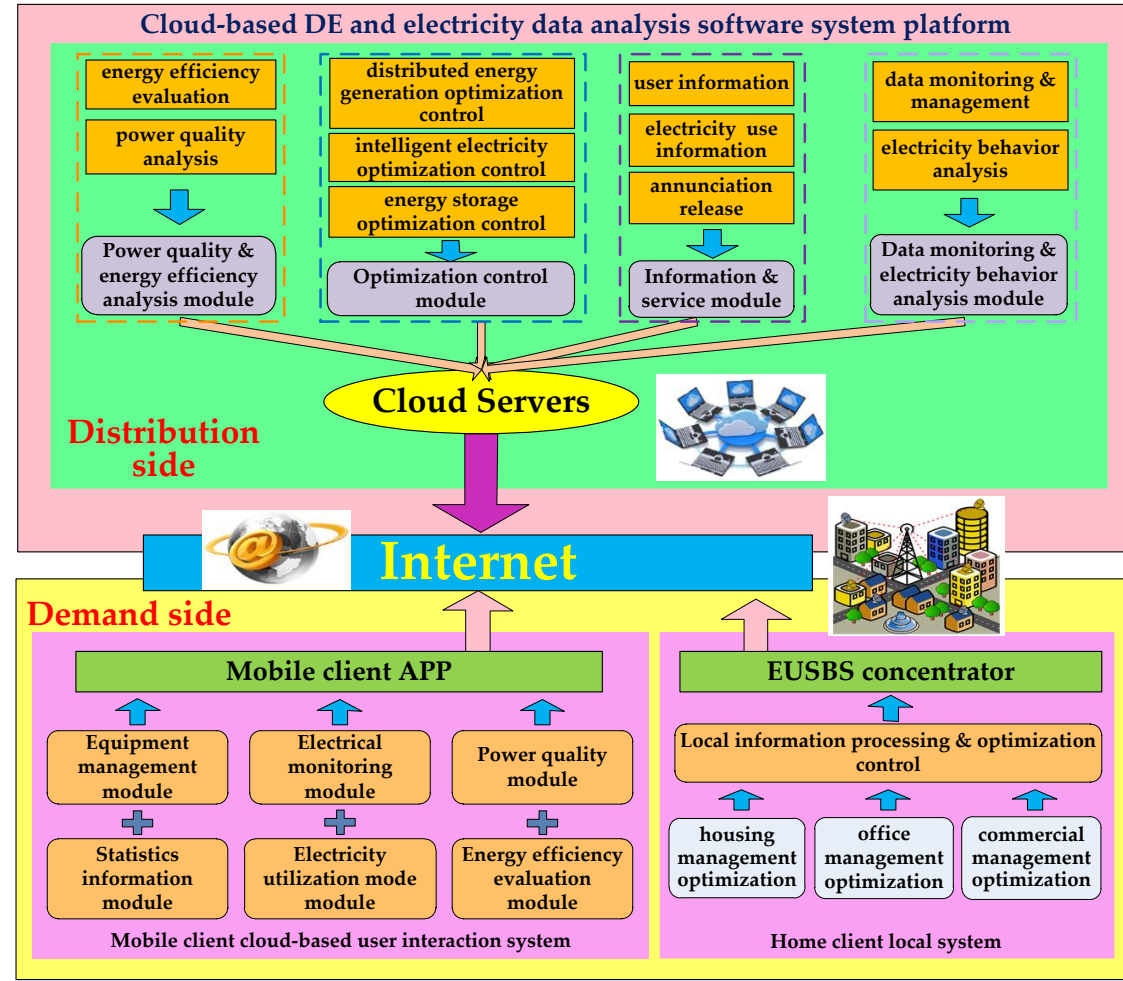 Cloud-based DE and electricity data analysis software system platform
energy efficiency
evaluation
power quality
analysis
Power quality &
energy efficiency
analysis module
distributed energy
generation optimization
control
intelligent electricity
optimization control
energy storage
optimization control
Optimization control
module
user information
electricity use
information
annunciation
release
Information &
service module
data monitoring &
management
electricity behavior
analysis
Data monitoring &
electricity behavior
analysis module
Cloud Servers
Distribution
side
@
Internet
Demand side
Mobile client APP
Equipment
management
module
Electrical
monitoring
module
Power quality
module
Statistics
information
module
Electricity
utilization mode
module
Energy efficiency
evaluation
module
Mobile client cloud-based user interaction system
EUSBS concentrator
Local information processing & optimization
control
housing
management
optimization
office
management
optimization
commercial
management
optimization
Home client local system